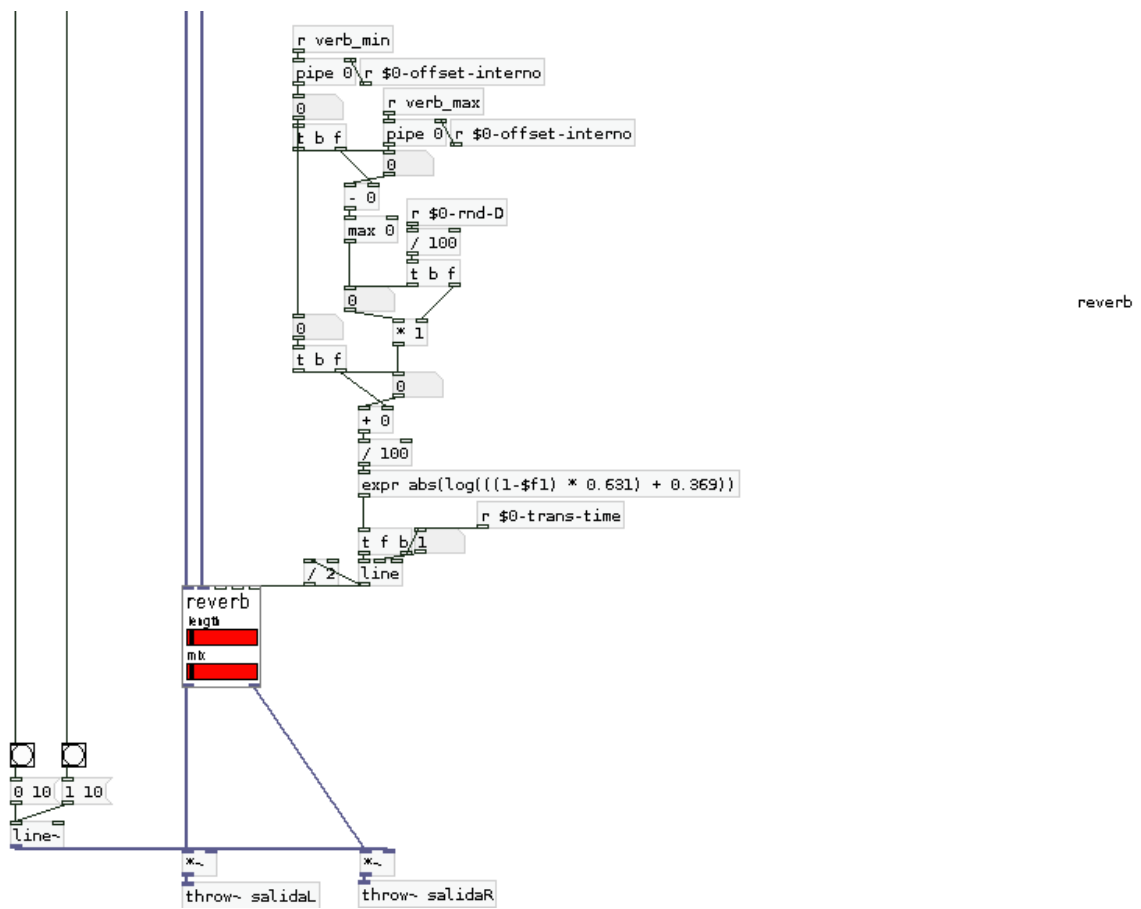 r verb_min
pipe 0
r $0-offset-interno
0
r verb_max
t b f
pipe 0
r $0-offset-interno
0
- 0
r $0-rnd-D
max 0
/ 100
t b f
0
reverb
0
* 1
t b f
0
+ 0
/ 100
expr abs(log(((1-$f1) * 0.631) + 0.369))
r $0-trans-time
t f b
1
/ 2
line
reverb
length
mix
0 10
1 10
line~
*~
*~
throw~ salidaL
throw~ salidaR